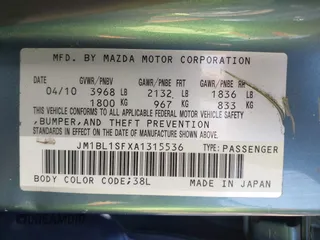 MFD. BY MAZDA MOTOR CORPORATION
GVWR/PNBV GAWR/PNBE FRT GAWR/PNBE RR
04/10 3968 LB 2132 LB 1836 LB
1800 KG 967 KG 833 KG
THIS VEHICLE CONFORMS TO ALL APPLICABLE FEDERAL MOTOR VEHICLE SAFETY
,BUMPER,AND THEFT PREVENTION
STANDARDS IN EFFECT ON THE DATE OF MANUFACTURE SHOWN ABOVE.
JM1BL1SFXA1315536 TYPE:PASSENGER
BODY COLOR CODE;38L MADE IN JAPAN